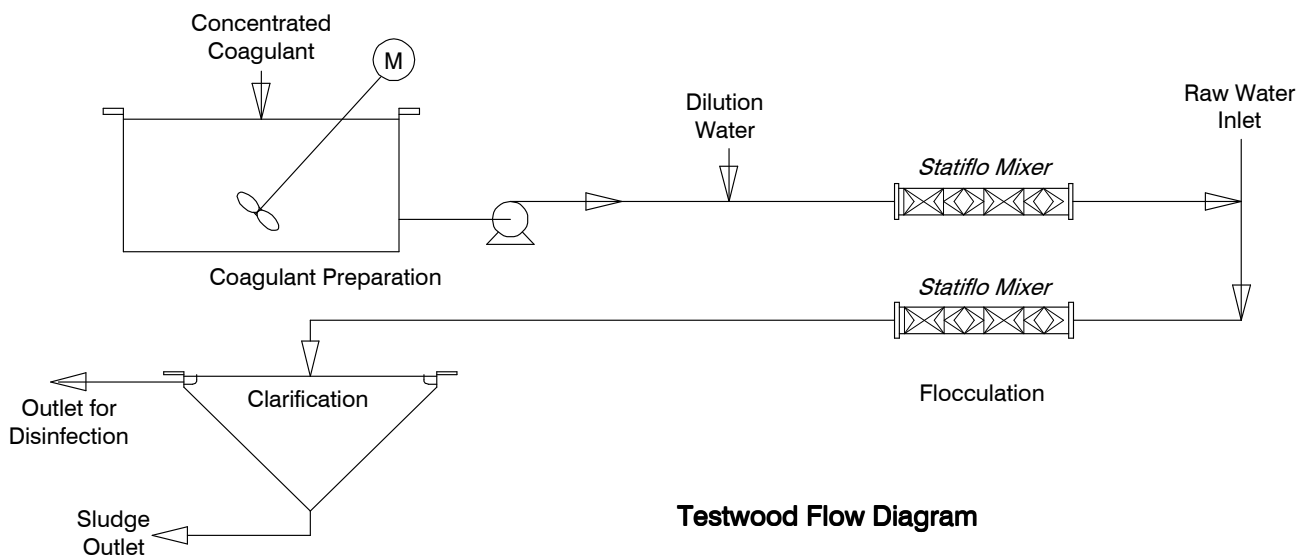 Concentrated
Coagulant
M
Dilution
Water
Raw Water
Inlet
Statiflo Mixer
Coagulant Preparation
Statiflo Mixer
Clarification
Flocculation
Outlet for
Disinfection
Sludge
Outlet
Testwood Flow Diagram